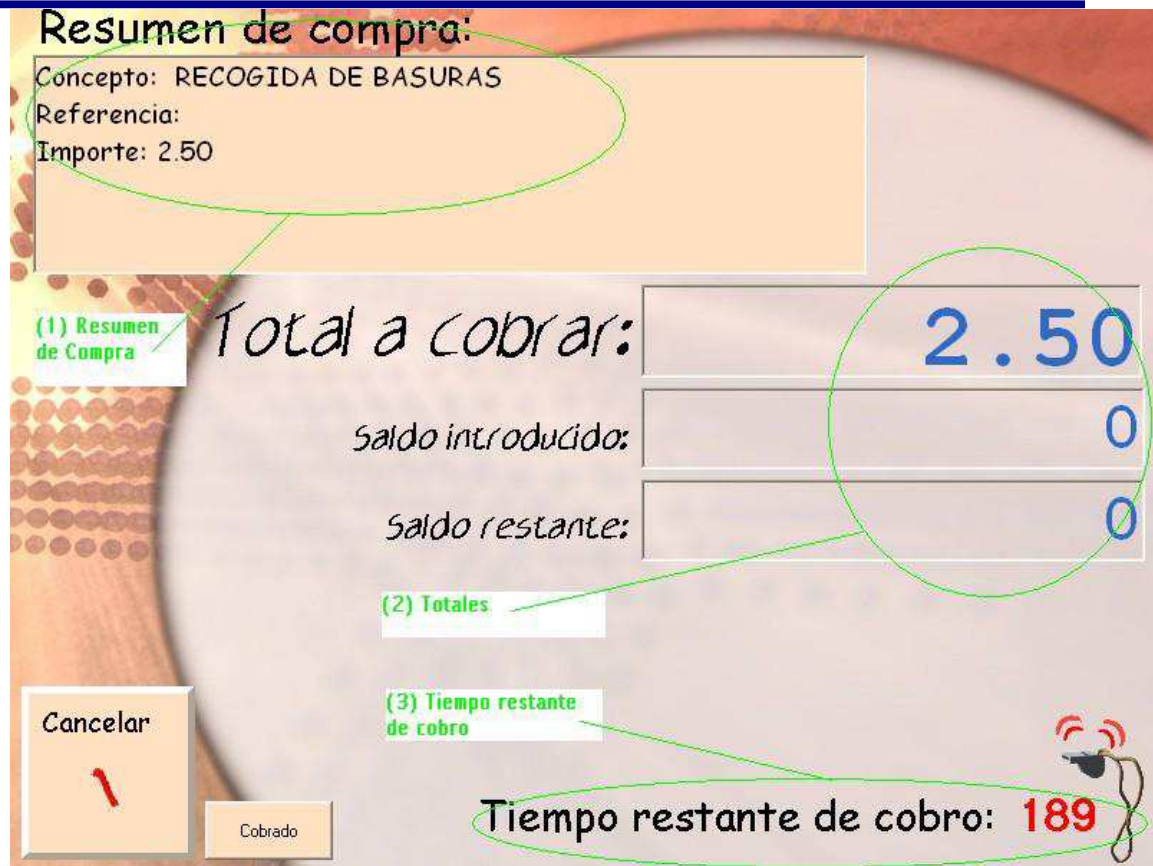 Resumen de compra:
Concepto: RECOGIDA DE BASURAS
Referencia:
Importe: 2.50
(1) Resumen
de Compra
Total a cobrar:
2.50
Saldo introducido:
0
Saldo restante:
0
(2) Totales
(3) Tiempo restante
de cobro
Cancelar
Cobrado
Tiempo restante de cobro: 189